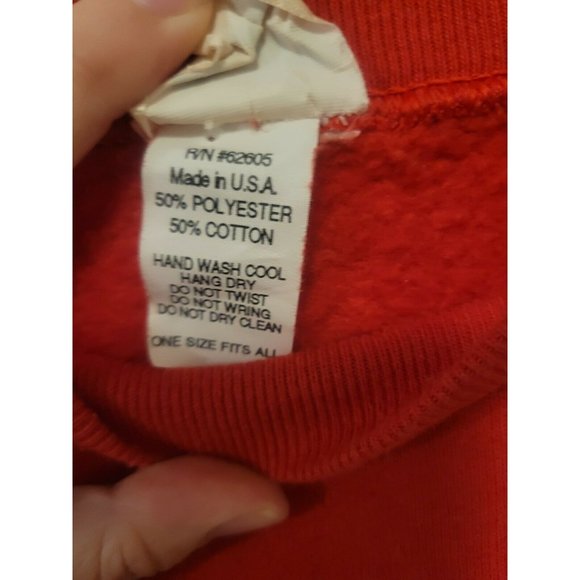 R/N #62605
Made in U.S.A.
50% POLYESTER
50% COTTON
HAND WASH COOL
HANG DRY
DO NOT TWIST
DO NOT WRING
DO NOT DRY CLEAN
ONE SIZE FITS ALL